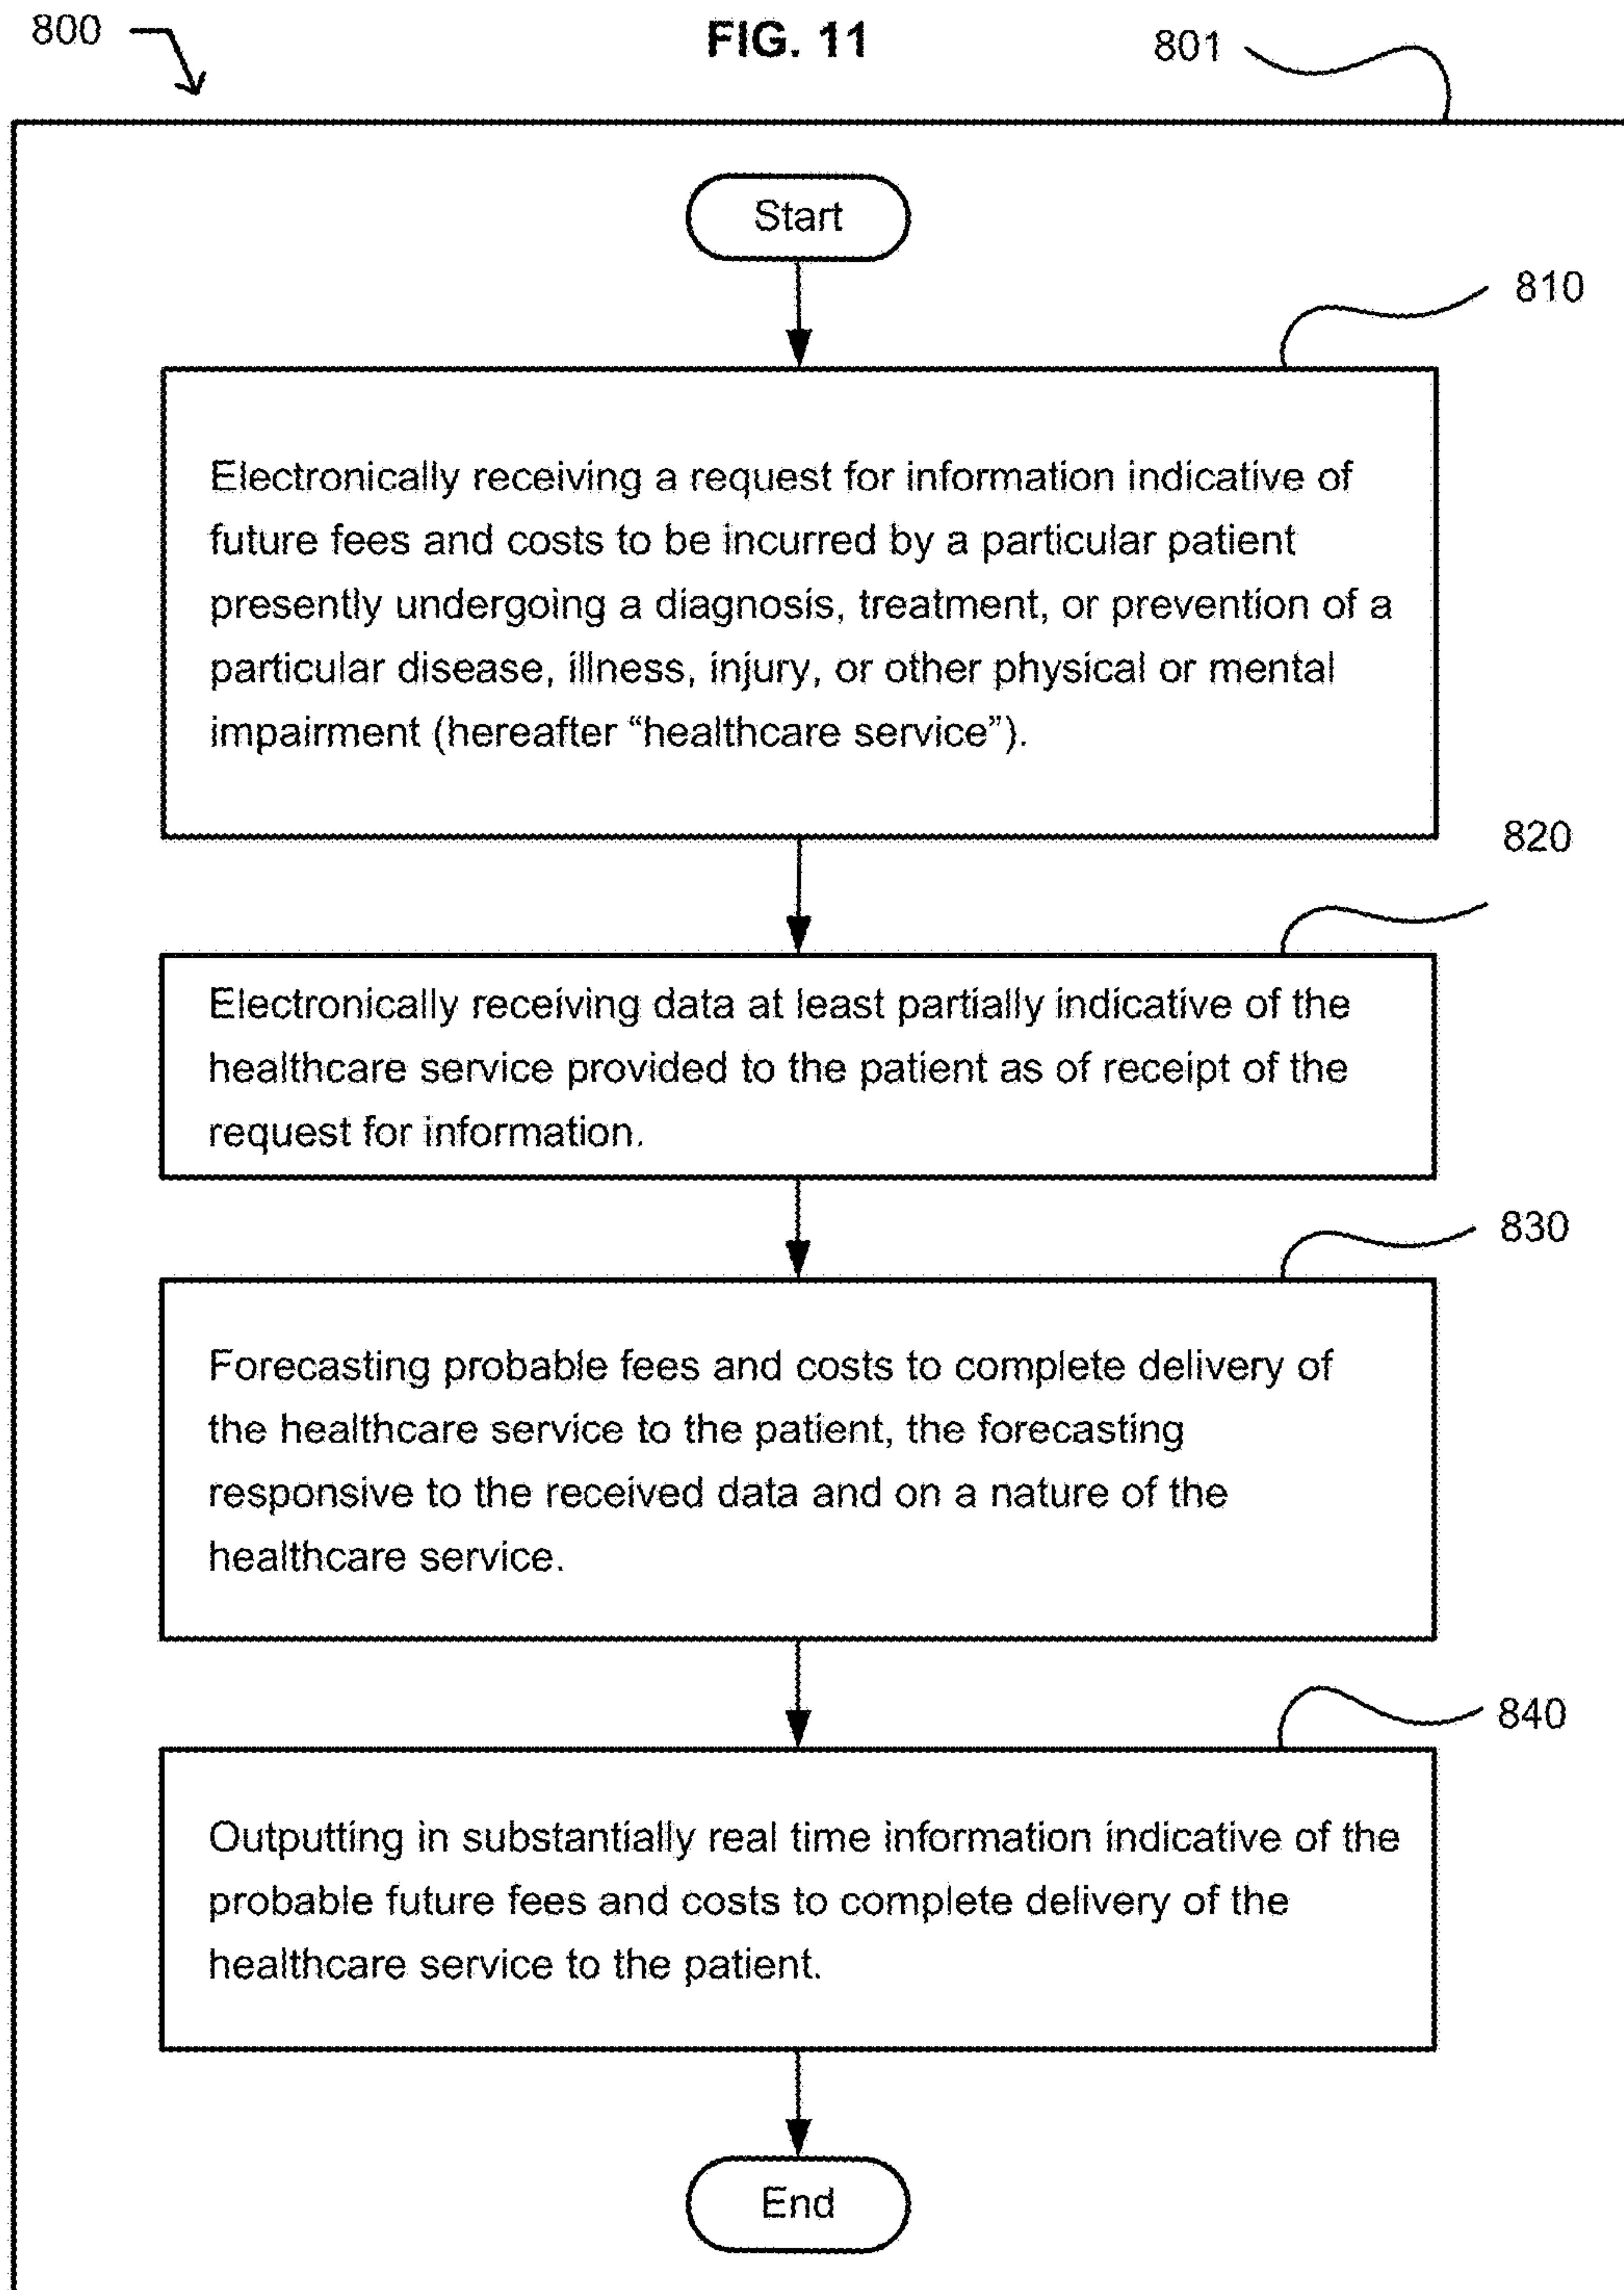 800
FIG. 11
801
Start
810
Electronically receiving a request for information indicative of
future fees and costs to be incurred by a particular patient
presently undergoing a diagnosis, treatment, or prevention of a
particular disease, illness, injury, or other physical or mental
impairment (hereafter “healthcare service”).
820
Electronically receiving data at least partially indicative of the
healthcare service provided to the patient as of receipt of the
request for information.
830
Forecasting probable fees and costs to complete delivery of
the healthcare service to the patient, the forecasting
responsive to the received data and on a nature of the
healthcare service.
840
Outputting in substantially real time information indicative of the
probable future fees and costs to complete delivery of the
healthcare service to the patient.
End